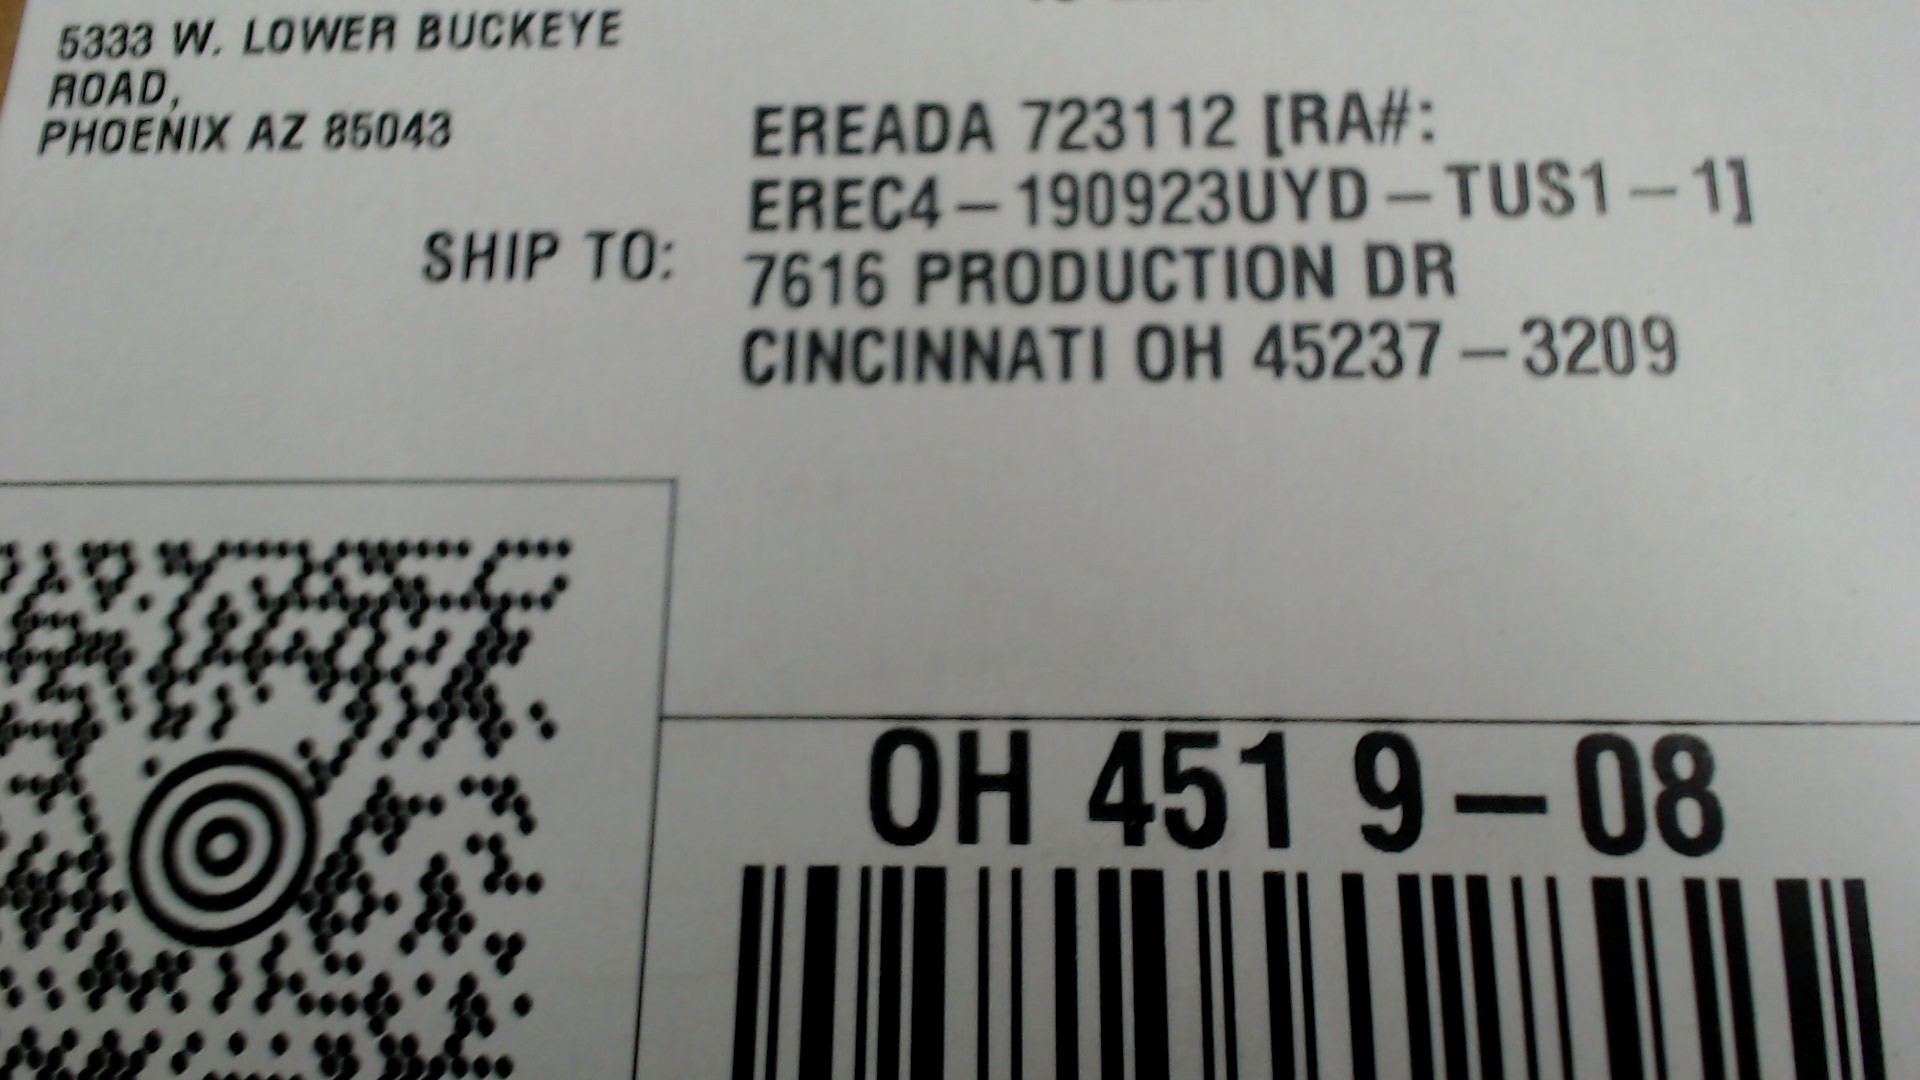 5333 W. LOWER BUCKEYE
ROAD,
PHOENIX AZ 85043
SHIP TO:
EREADA 723112 [RA#:
EREC4-190923UYD-TUS1-1]
7616 PRODUCTION DR
CINCINNATI OH 45237-3209
OH 451 9-08